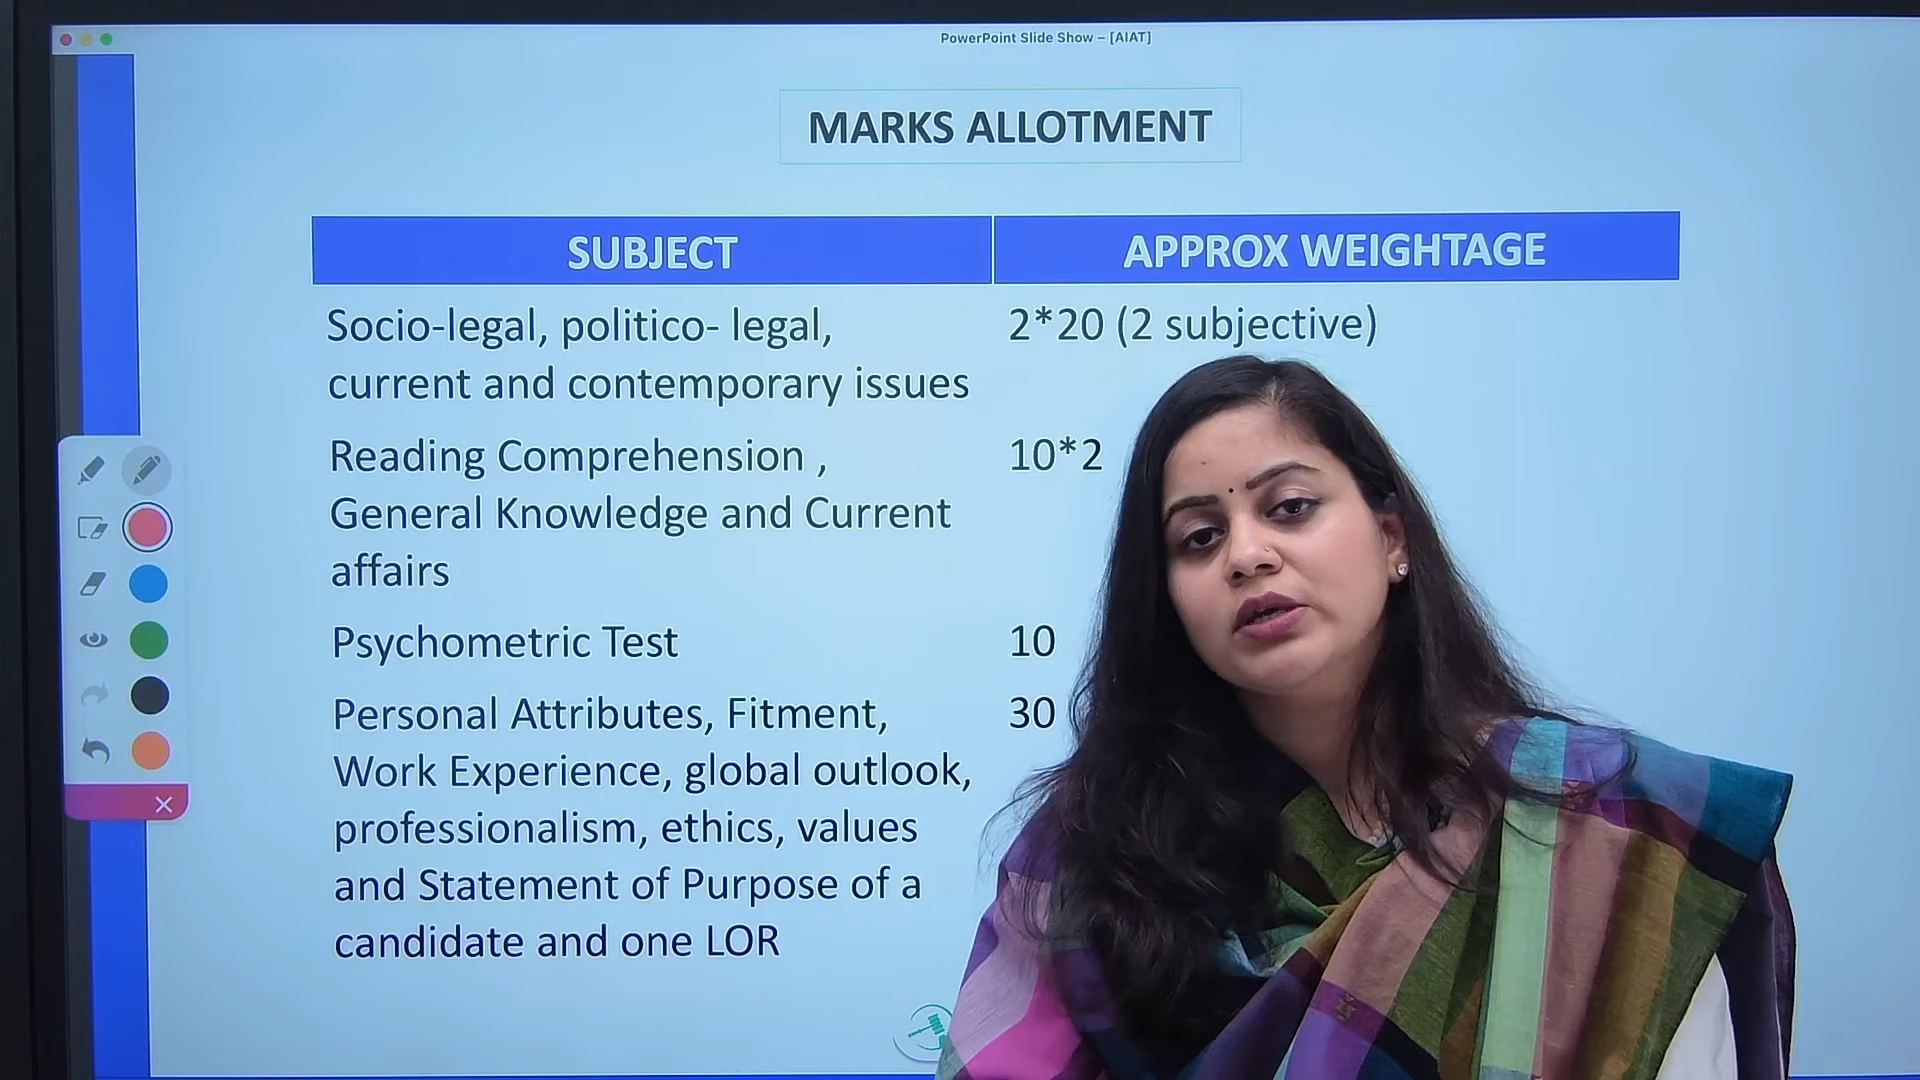 PowerPoint Slide Show – [AIAT]
MARKS ALLOTMENT
SUBJECT
APPROX WEIGHTAGE
Socio-legal, politico- legal,
current and contemporary issues
2*20 (2 subjective)
Reading Comprehension ,
General Knowledge and Current
affairs
10*2
Psychometric Test
10
Personal Attributes, Fitment,
Work Experience, global outlook,
professionalism, ethics, values
and Statement of Purpose of a
candidate and one LOR
30